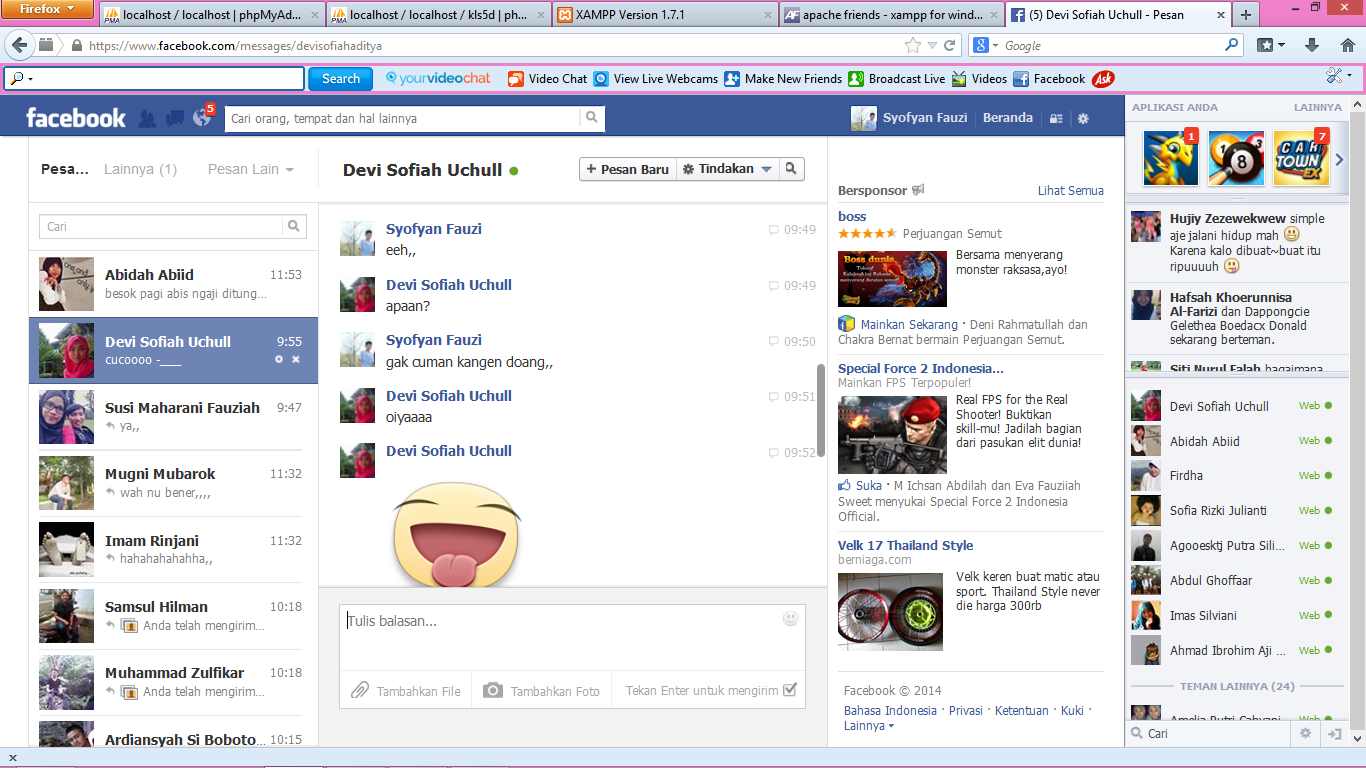 Firefox
localhost / localhost | phpMyAd...
localhost / localhost / kls5d | ph...
XAMPP Version 1.7.1
apache friends - xampp for wind...
(5) Devi Sofiah Uchull - Pesan
https://www.facebook.com/messages/devisofiahaditya
Google
Search
yourvideochat
Video Chat
View Live Webcams
Make New Friends
Broadcast Live
Videos
Facebook
Ask
facebook
5
Cari orang, tempat dan hal lainnya
Syofyan Fauzi
Beranda
Pesa...
Lainnya (1)
Pesan Lain
Cari
Abidah Abiid 11:53
besok pagi abis ngaji ditung...
Devi Sofiah Uchull 9:55
cucoooo -___
Susi Maharani Fauziah 9:47
ya,,
Mugni Mubarok 11:32
wah nu bener,,,,
Imam Rinjani 11:32
hahahahahahha,,
Samsul Hilman 10:18
Anda telah mengirim...
Muhammad Zulfikar 10:18
Anda telah mengirim...
Ardiansyah Si Boboto... 10:15
Devi Sofiah Uchull
+ Pesan Baru
Tindakan
Syofyan Fauzi 09:49
eeh,,
Devi Sofiah Uchull 09:49
apaan?
Syofyan Fauzi 09:50
gak cuman kangen doang,,
Devi Sofiah Uchull 09:51
oiyaaaa
Devi Sofiah Uchull 09:52
Tulis balasan...
Tambahkan File
Tambahkan Foto
Tekan Enter untuk mengirim
Bersponsor
Lihat Semua
boss
Perjuangan Semut
Boss dunia
Bersama menyerang
monster raksasa,ayo!
Mainkan Sekarang · Deni Rahmatullah dan
Chakra Bernat bermain Perjuangan Semut.
Special Force 2 Indonesia...
Mainkan FPS Terpopuler!
Real FPS for the Real
Shooter! Buktikan
skill-mu! Jadilah bagian
dari pasukan elit dunia!
Suka · M Ichsan Abdilah dan Eva Fauziiah
Sweet menyukai Special Force 2 Indonesia
Official.
Velk 17 Thailand Style
berniaga.com
Velk keren buat matic atau
sport. Thailand Style never
die harga 300rb
Facebook © 2014
Bahasa Indonesia · Privasi · Ketentuan · Kuki ·
Lainnya
APLIKASI ANDA
LAINNYA
1
8
CAR
TOWN
EX
7
Hujiy Zezewekwew simple
aje jalani hidup mah
Karena kalo dibuat~buat itu
ripuuuuh
Hafsah Khoerunnisa
Al-Farizi dan Dappongcie
Gelethea Boedacx Donald
sekarang berteman.
Siti Nurul Falah bagaimana
Devi Sofiah Uchull Web
Abidah Abiid Web
Firdha Web
Sofia Rizki Julianti Web
Agooesktj Putra Sili... Web
Abdul Ghoffaar Web
Imas Silviani Web
Ahmad Ibrohim Aji ... Web
TEMAN LAINNYA (24)
Amelia Putri Cahyani Web
Cari